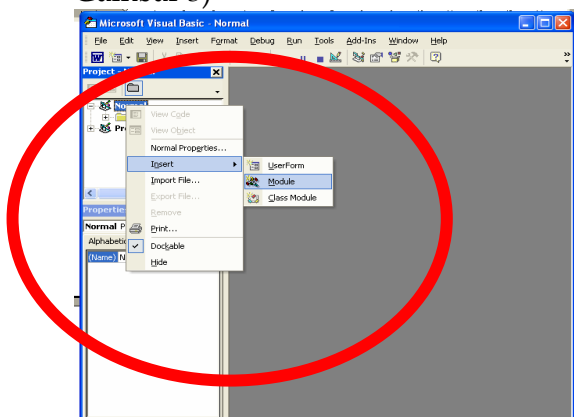 Microsoft Visual Basic - Normal
File Edit View Insert Format Debug Run Tools Add-Ins Window Help
Normal
View Code
View Object
Normal Properties...
Insert
UserForm
Import File...
Module
Export File...
Class Module
Remove
Normal
Print...
Alphabetic
Dockable
(Name)
Hide